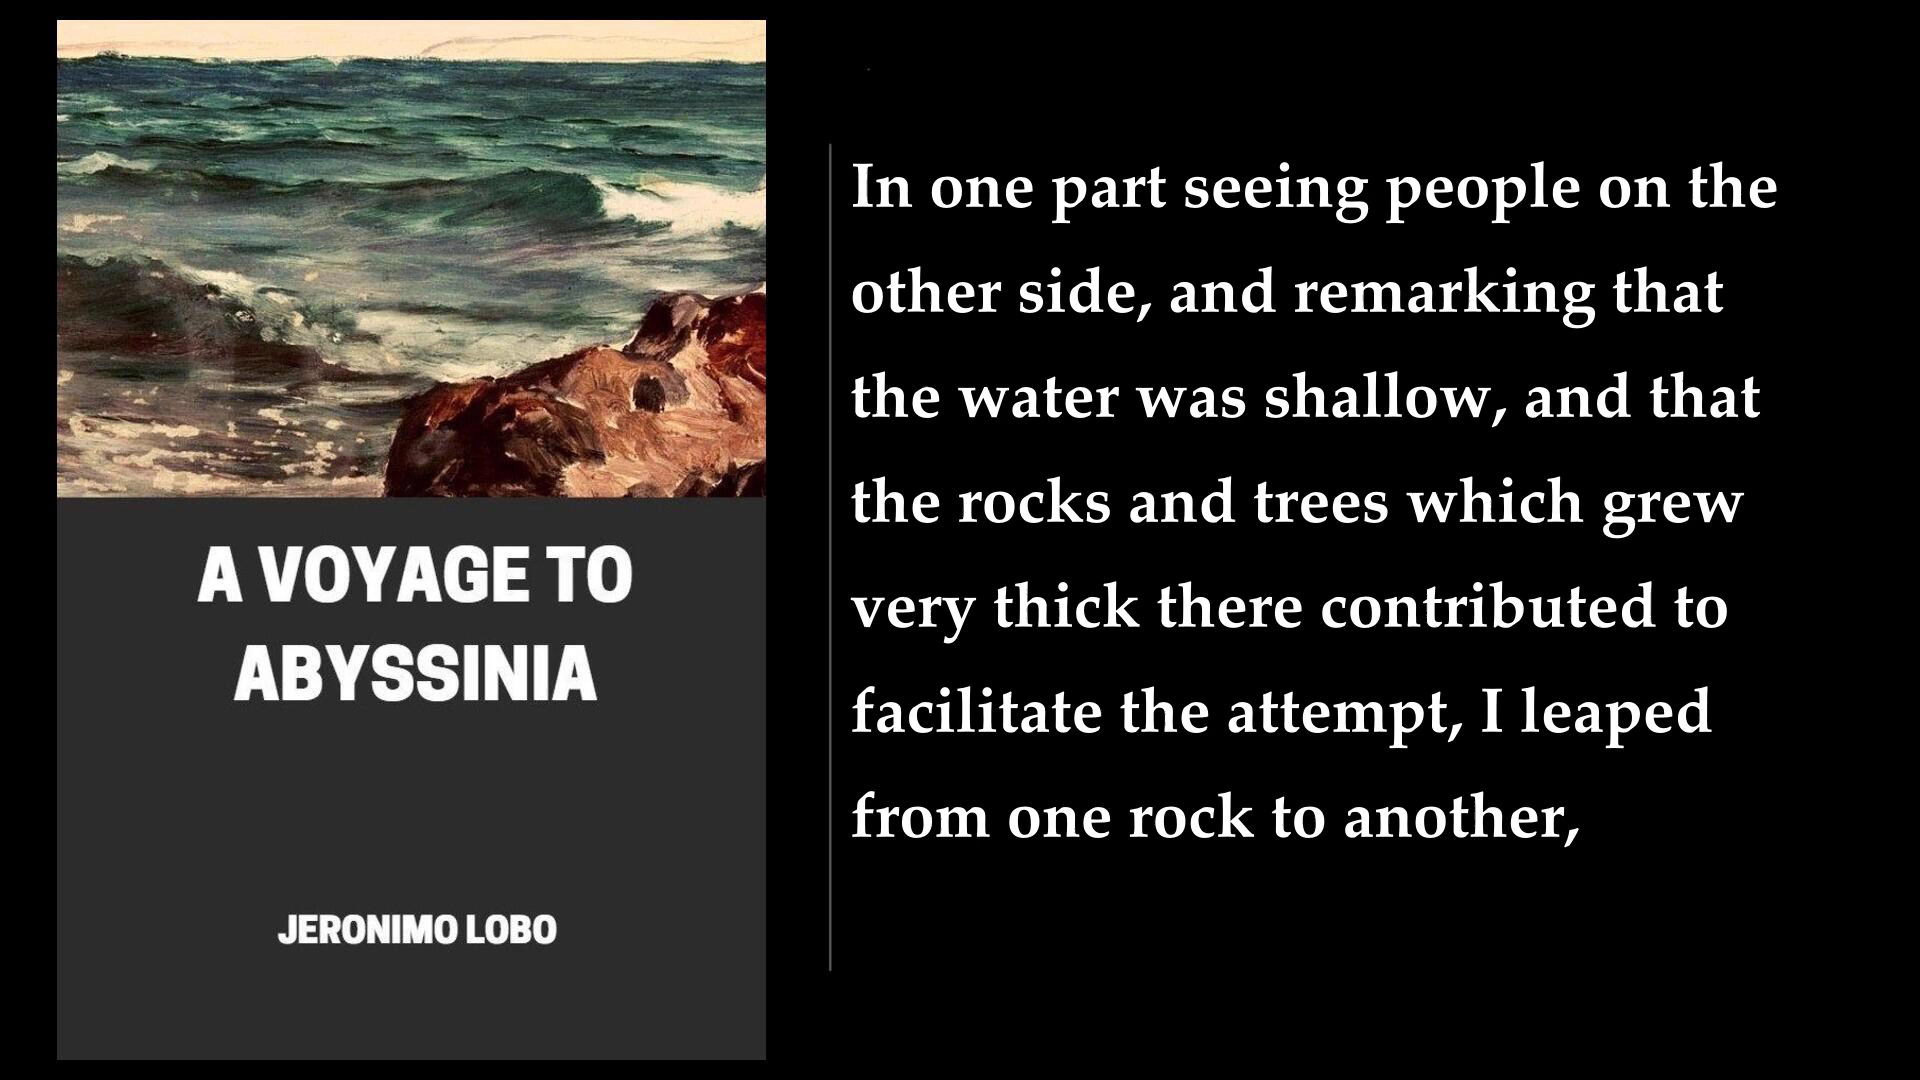 A VOYAGE TO
ABYSSINIA
JERONIMO LOBO
In one part seeing people on the
other side, and remarking that
the water was shallow, and that
the rocks and trees which grew
very thick there contributed to
facilitate the attempt, I leaped
from one rock to another,